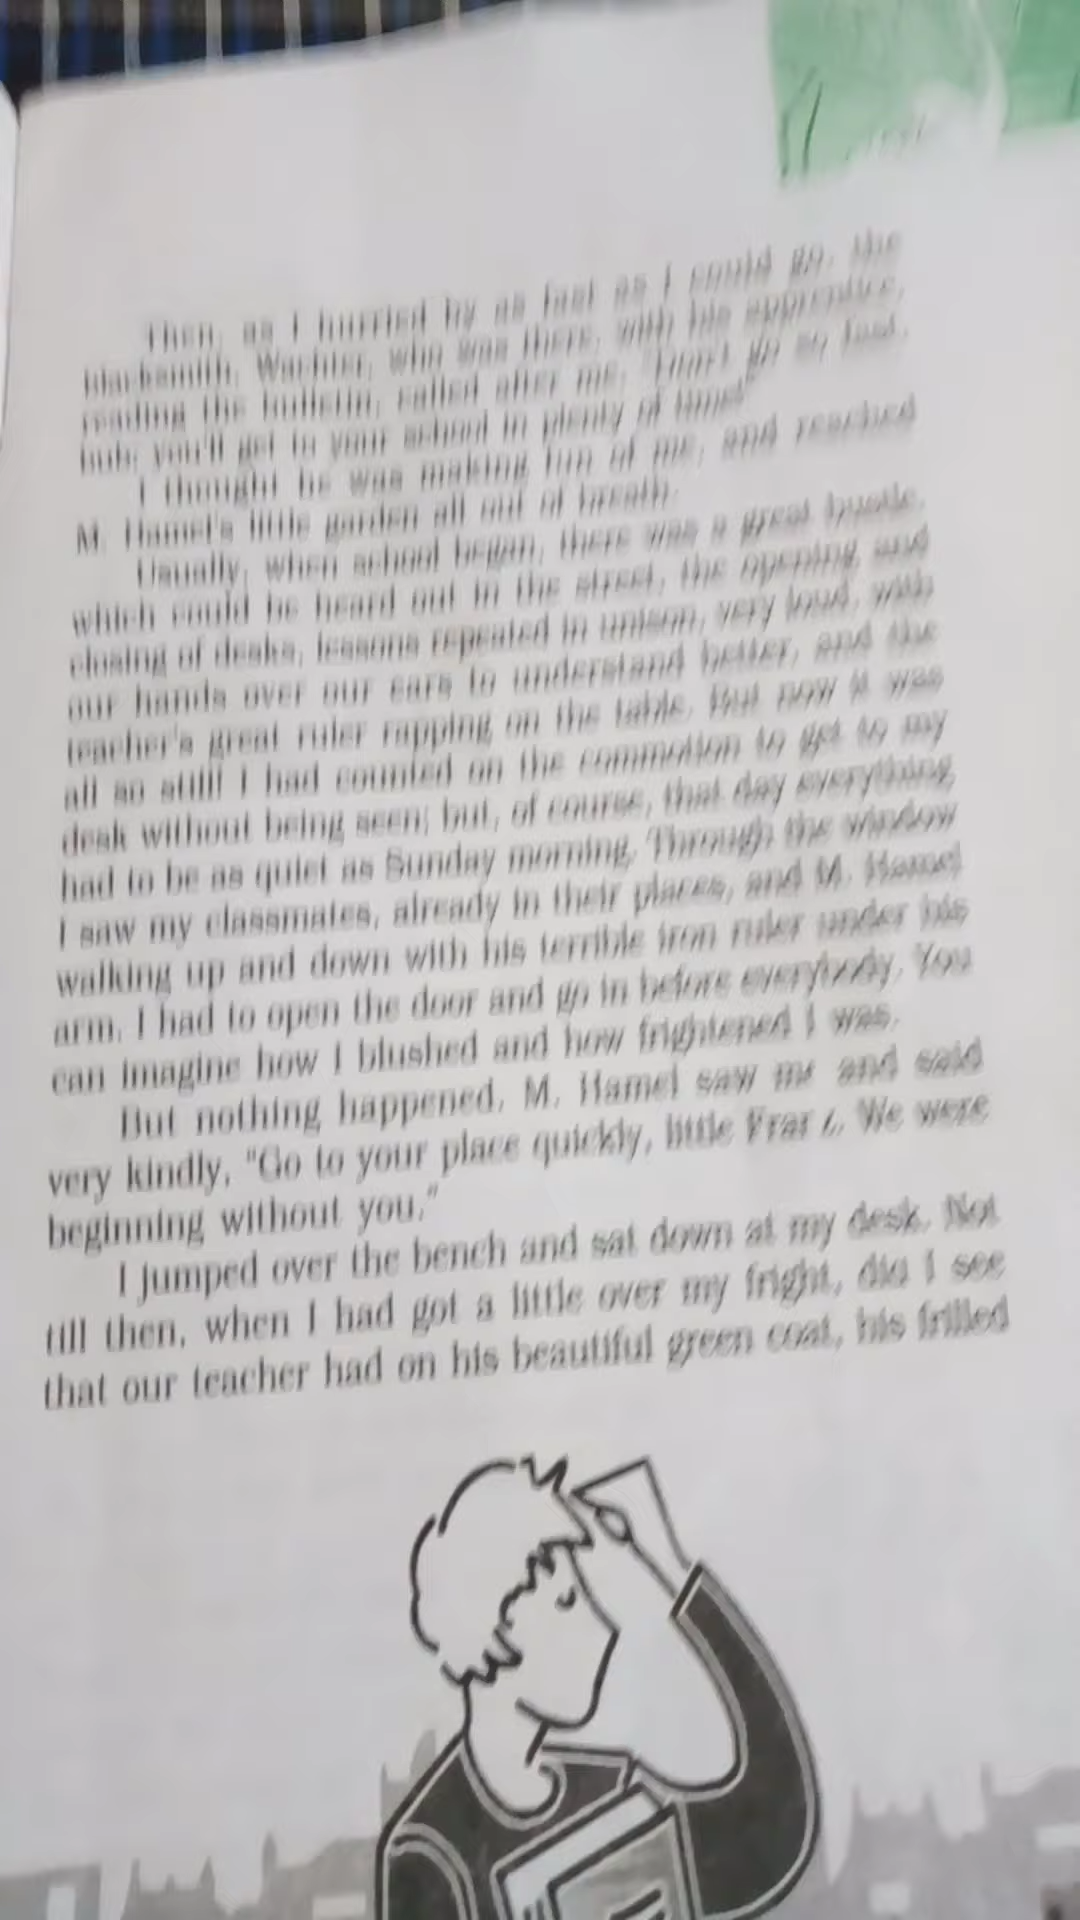 Then, as I hurried by as fast as I could go, the
blacksmith, Wachter, who was there, with his apprentice,
reading the bulletin, called after me, "Don't go so fast,
bub; you'll get to your school in plenty of time!"
I thought he was making fun of me, and reached
M. Hamel's little garden all out of breath.
Usually, when school began, there was a great bustle,
which could be heard out in the street, the opening and
closing of desks, lessons repeated in unison, very loud, with
our hands over our ears to understand better, and the
teacher's great ruler rapping on the table. But now it was
all so still! I had counted on the commotion to get to my
desk without being seen; but, of course, that day everything
had to be as quiet as Sunday morning. Through the window
I saw my classmates, already in their places, and M. Hamel
walking up and down with his terrible iron ruler under his
arm. I had to open the door and go in before everybody. You
can imagine how I blushed and how frightened I was.
But nothing happened. M. Hamel saw me and said
very kindly, "Go to your place quickly, little Franz. We were
beginning without you."
I jumped over the bench and sat down at my desk. Not
till then, when I had got a little over my fright, did I see
that our teacher had on his beautiful green coat, his frilled